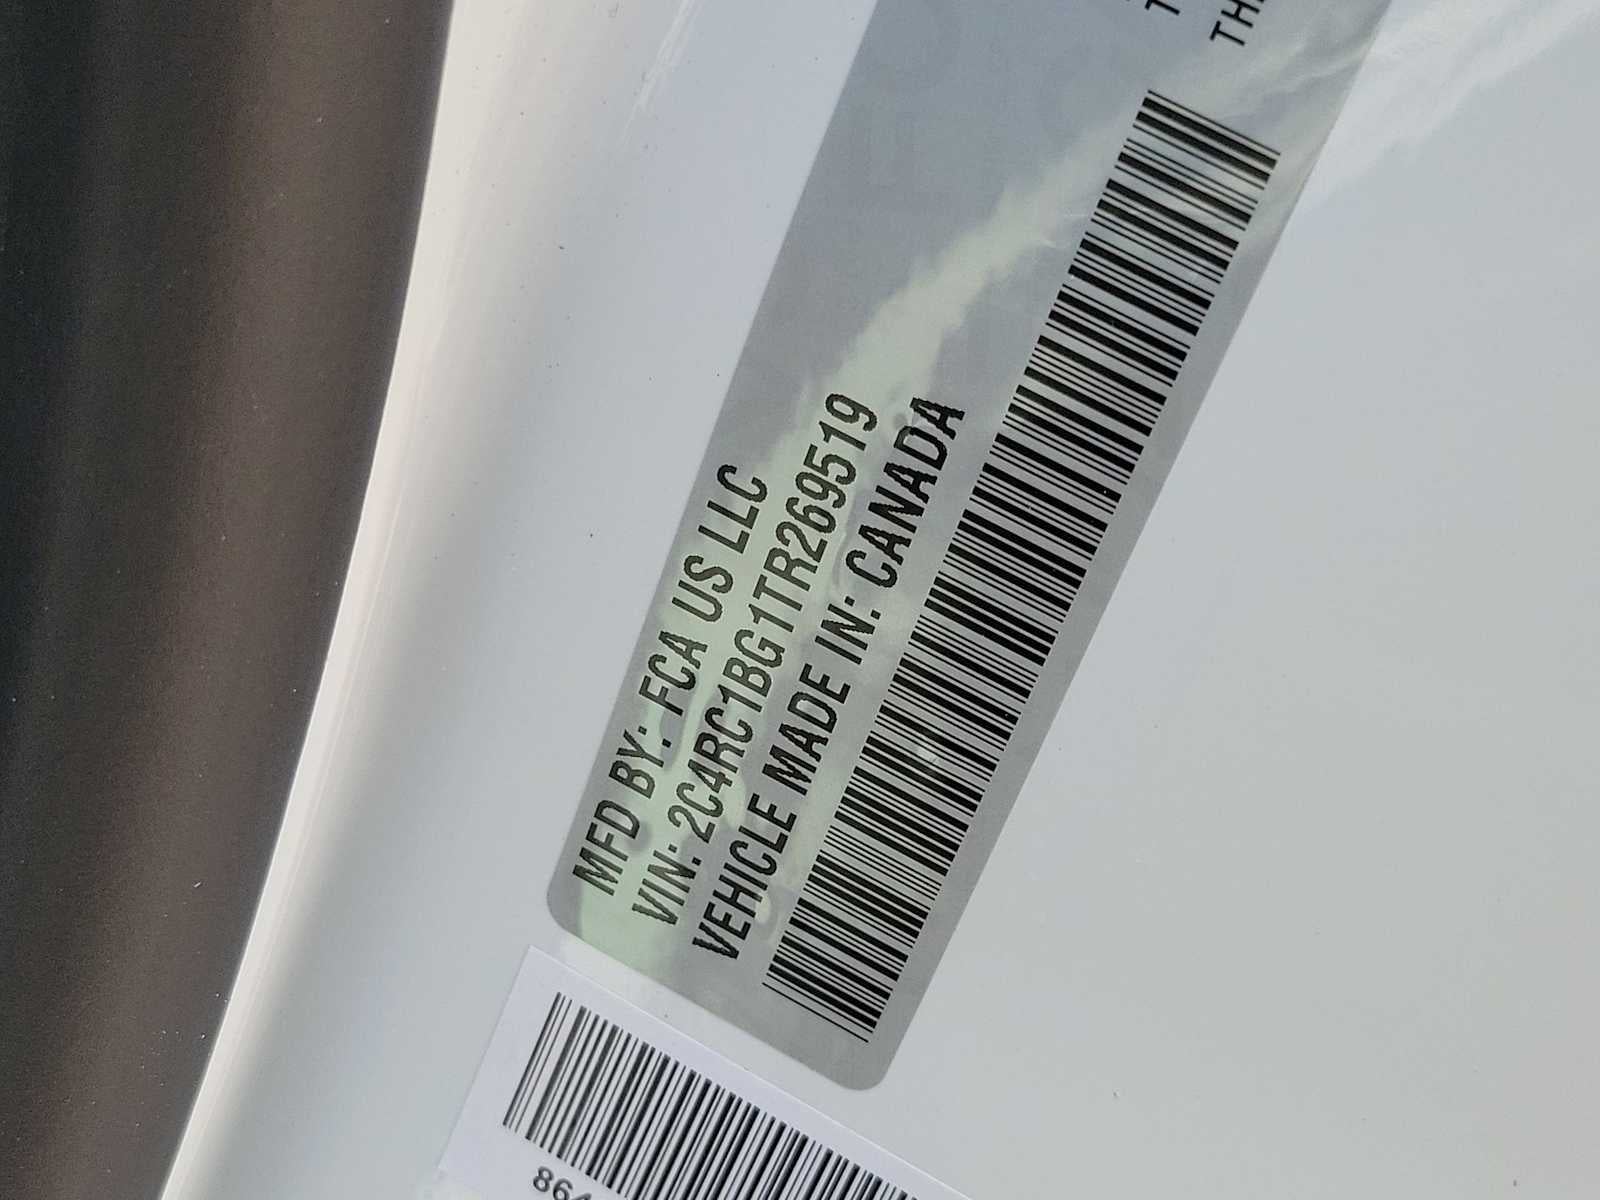 MFD BY: FCA US LLC
VIN: 2C4RC1BG1TR269519
VEHICLE MADE IN: CANADA